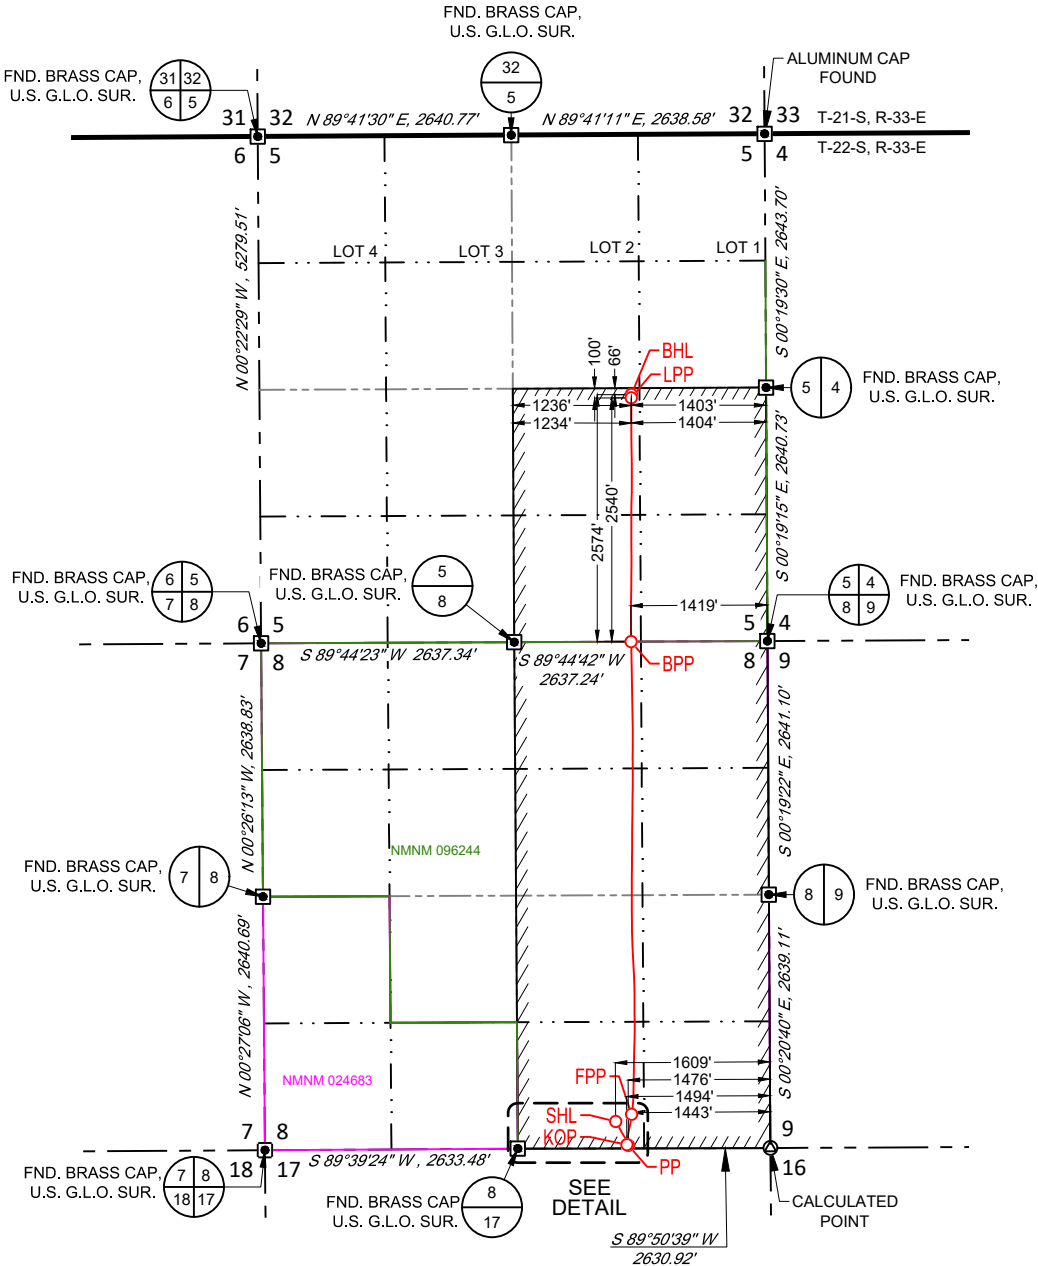 FND. BRASS CAP,
U.S. G.L.O. SUR.
32
5
FND. BRASS CAP,
U.S. G.L.O. SUR.
31 32
6 5
ALUMINUM CAP
FOUND
31 32
N 89°41'30" E, 2640.77'
N 89°41'11" E, 2638.58'
32 33
T-21-S, R-33-E
6 5
5 4
T-22-S, R-33-E
N 00°22'29" W , 5279.51'
S 00°19'30" E, 2643.70'
LOT 4
LOT 3
LOT 2
LOT 1
100'
66'
BHL
LPP
5 4
FND. BRASS CAP,
U.S. G.L.O. SUR.
1236'
1403'
1234'
1404'
2574'
2540'
S 00°19'15" E, 2640.73'
FND. BRASS CAP,
U.S. G.L.O. SUR.
6 5
7 8
FND. BRASS CAP,
U.S. G.L.O. SUR.
5
8
1419'
5 4
8 9
FND. BRASS CAP,
U.S. G.L.O. SUR.
6 5
5 4
7 8
8 9
S 89°44'23" W 2637.34'
S 89°44'42" W
2637.24'
BPP
N 00°26'13" W, 2638.83'
S 00°19'22" E, 2641.10'
NMNM 096244
FND. BRASS CAP,
U.S. G.L.O. SUR.
7 8
8 9
FND. BRASS CAP,
U.S. G.L.O. SUR.
N 00°27'06" W , 2640.69'
S 00°20'40" E, 2639.11'
NMNM 024683
1609'
1476'
1494'
1443'
FPP
SHL
KOP
PP
7 8
18 17
9
16
S 89°39'24" W , 2633.48'
FND. BRASS CAP,
U.S. G.L.O. SUR.
7 8
18 17
FND. BRASS CAP
U.S. G.L.O. SUR.
8
17
SEE
DETAIL
CALCULATED
POINT
S 89°50'39" W
2630.92'